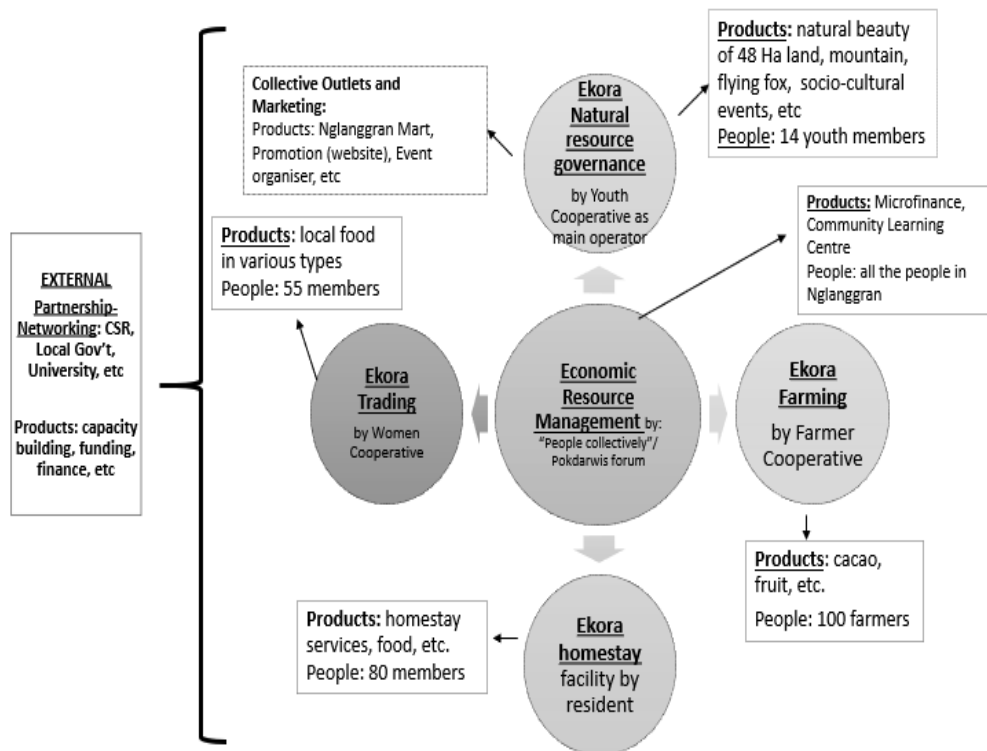 EXTERNAL
Partnership-
Networking: CSR,
Local Gov't,
University, etc
Products: capacity
building, funding,
finance, etc
Collective Outlets and
Marketing:
Products: Nglanggran Mart,
Promotion (website), Event
organiser, etc
Ekora
Natural
resource
governance
by Youth
Cooperative as
main operator
Products: natural beauty
of 48 Ha land, mountain,
flying fox, socio-cultural
events, etc
People: 14 youth members
Products: local food
in various types
People: 55 members
Products: Microfinance,
Community Learning
Centre
People: all the people in
Nglanggran
Ekora
Trading
by Women
Cooperative
Economic
Resource
Management by:
"People collectively"/
Pokdarwis forum
Ekora
Farming
by Farmer
Cooperative
Products: cacao,
fruit, etc.
People: 100 farmers
Products: homestay
services, food, etc.
People: 80 members
Ekora
homestay
facility by
resident